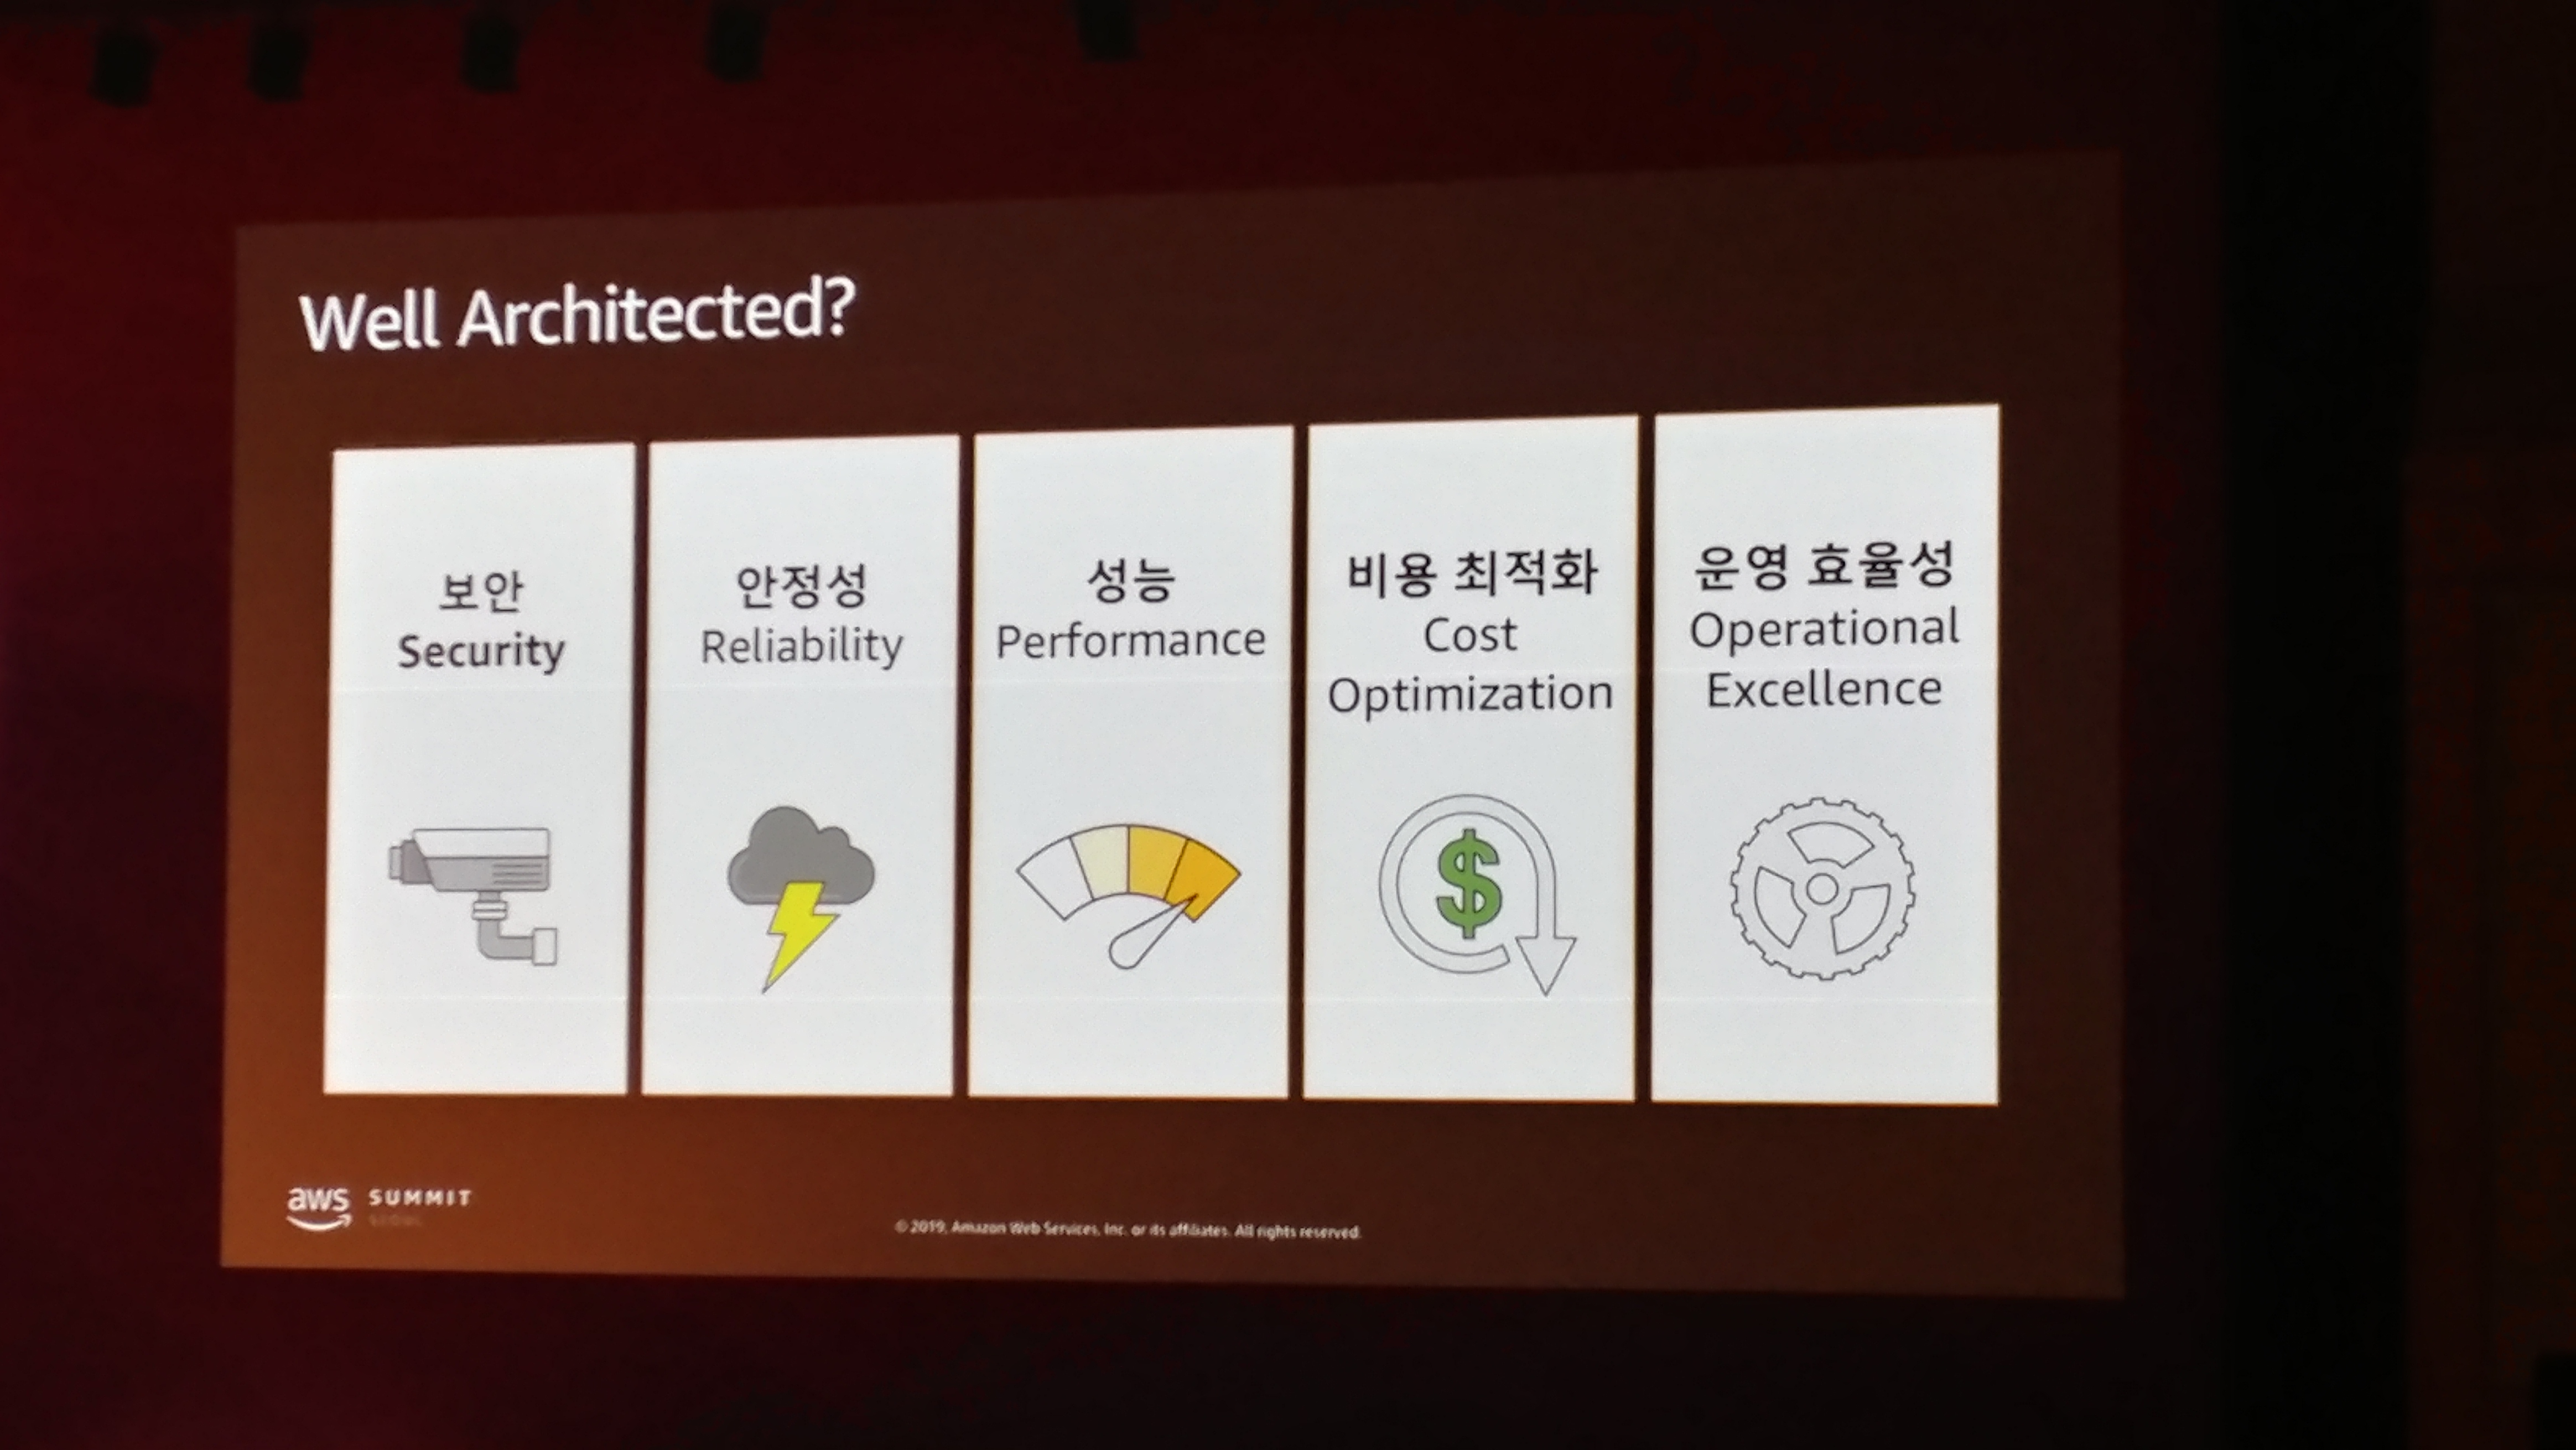 Well Architected?
보안
Security
안정성
Reliability
성능
Performance
비용 최적화
Cost
Optimization
운영 효율성
Operational
Excellence
aws SUMMIT
© 2019, Amazon Web Services, Inc. or its affiliates. All rights reserved.